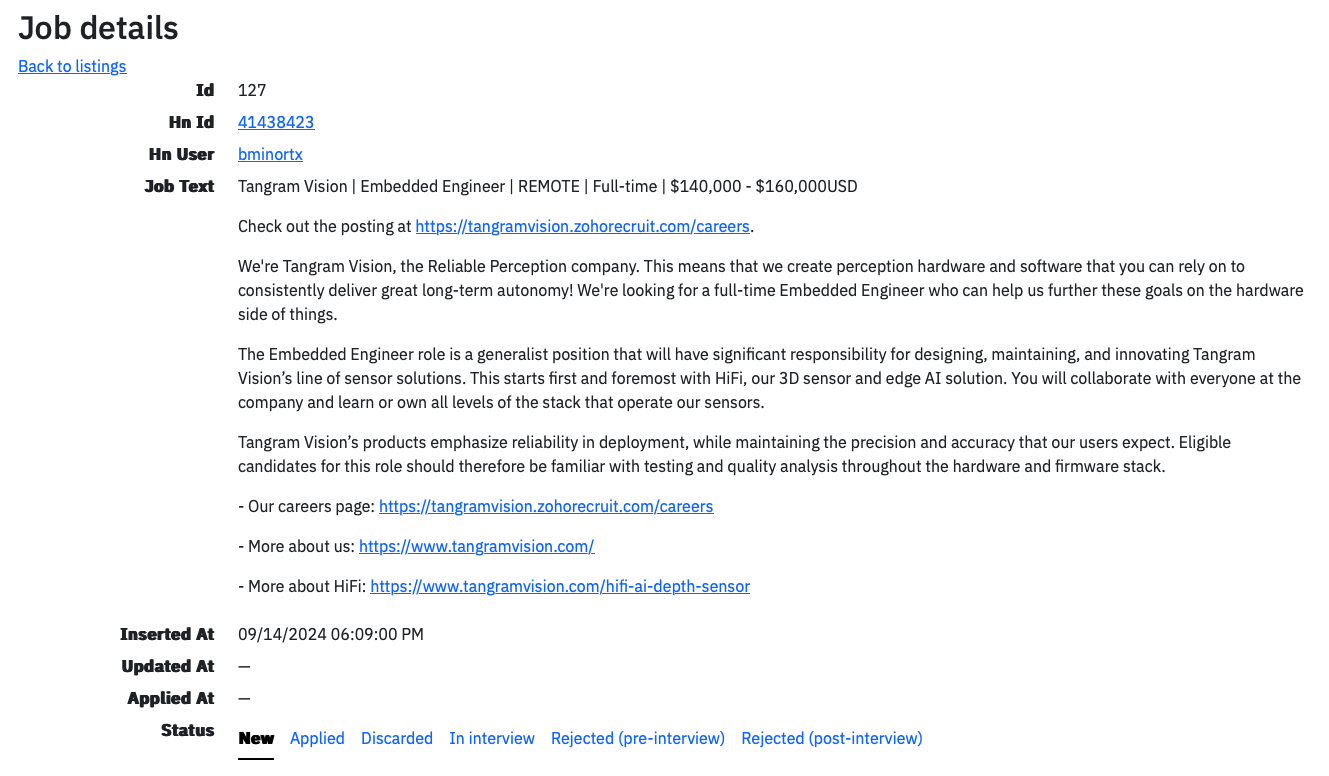 Job details
Back to listings
Id 127
Hn Id 41438423
Hn User bminortx
Job Text Tangram Vision | Embedded Engineer | REMOTE | Full-time | $140,000 - $160,000USD
Check out the posting at https://tangramvision.zohorecruit.com/careers.
We're Tangram Vision, the Reliable Perception company. This means that we create perception hardware and software that you can rely on to
consistently deliver great long-term autonomy! We're looking for a full-time Embedded Engineer who can help us further these goals on the hardware
side of things.
The Embedded Engineer role is a generalist position that will have significant responsibility for designing, maintaining, and innovating Tangram
Vision’s line of sensor solutions. This starts first and foremost with HiFi, our 3D sensor and edge AI solution. You will collaborate with everyone at the
company and learn or own all levels of the stack that operate our sensors.
Tangram Vision’s products emphasize reliability in deployment, while maintaining the precision and accuracy that our users expect. Eligible
candidates for this role should therefore be familiar with testing and quality analysis throughout the hardware and firmware stack.
- Our careers page: https://tangramvision.zohorecruit.com/careers
- More about us: https://www.tangramvision.com/
- More about HiFi: https://www.tangramvision.com/hifi-ai-depth-sensor
Inserted At 09/14/2024 06:09:00 PM
Updated At —
Applied At —
Status New Applied Discarded In interview Rejected (pre-interview) Rejected (post-interview)